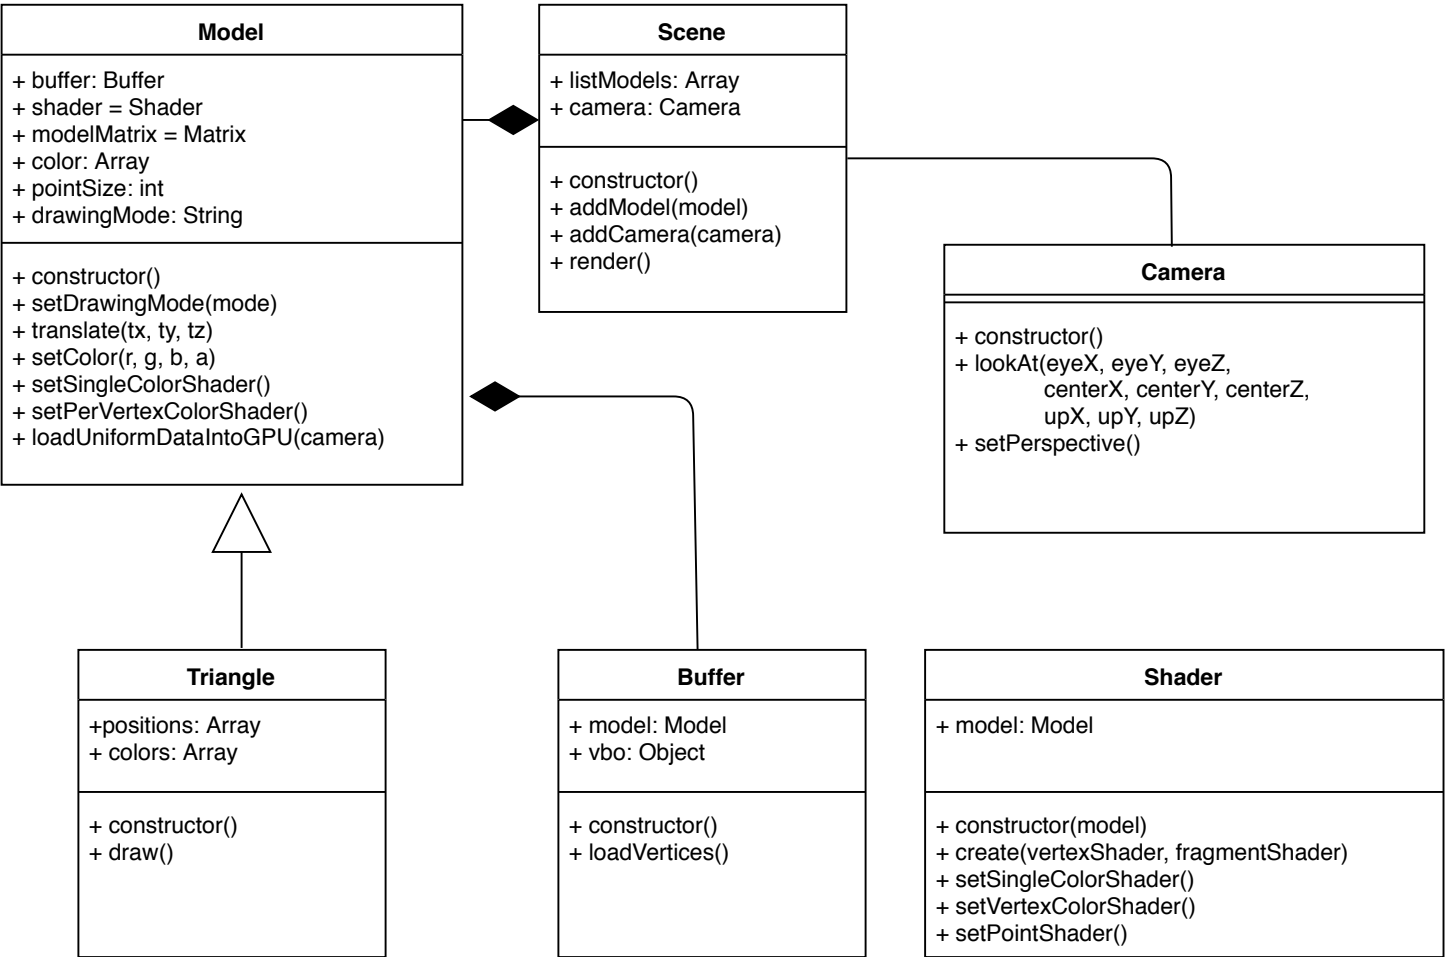 Model
+ buffer: Buffer
+ shader = Shader
+ modelMatrix = Matrix
+ color: Array
+ pointSize: int
+ drawingMode: String
+ constructor()
+ setDrawingMode(mode)
+ translate(tx, ty, tz)
+ setColor(r, g, b, a)
+ setSingleColorShader()
+ setPerVertexColorShader()
+ loadUniformDataIntoGPU(camera)
Scene
+ listModels: Array
+ camera: Camera
+ constructor()
+ addModel(model)
+ addCamera(camera)
+ render()
Camera
+ constructor()
+ lookAt(eyeX, eyeY, eyeZ,
centerX, centerY, centerZ,
upX, upY, upZ)
+ setPerspective()
Triangle
+positions: Array
+ colors: Array
+ constructor()
+ draw()
Buffer
+ model: Model
+ vbo: Object
+ constructor()
+ loadVertices()
Shader
+ model: Model
+ constructor(model)
+ create(vertexShader, fragmentShader)
+ setSingleColorShader()
+ setVertexColorShader()
+ setPointShader()